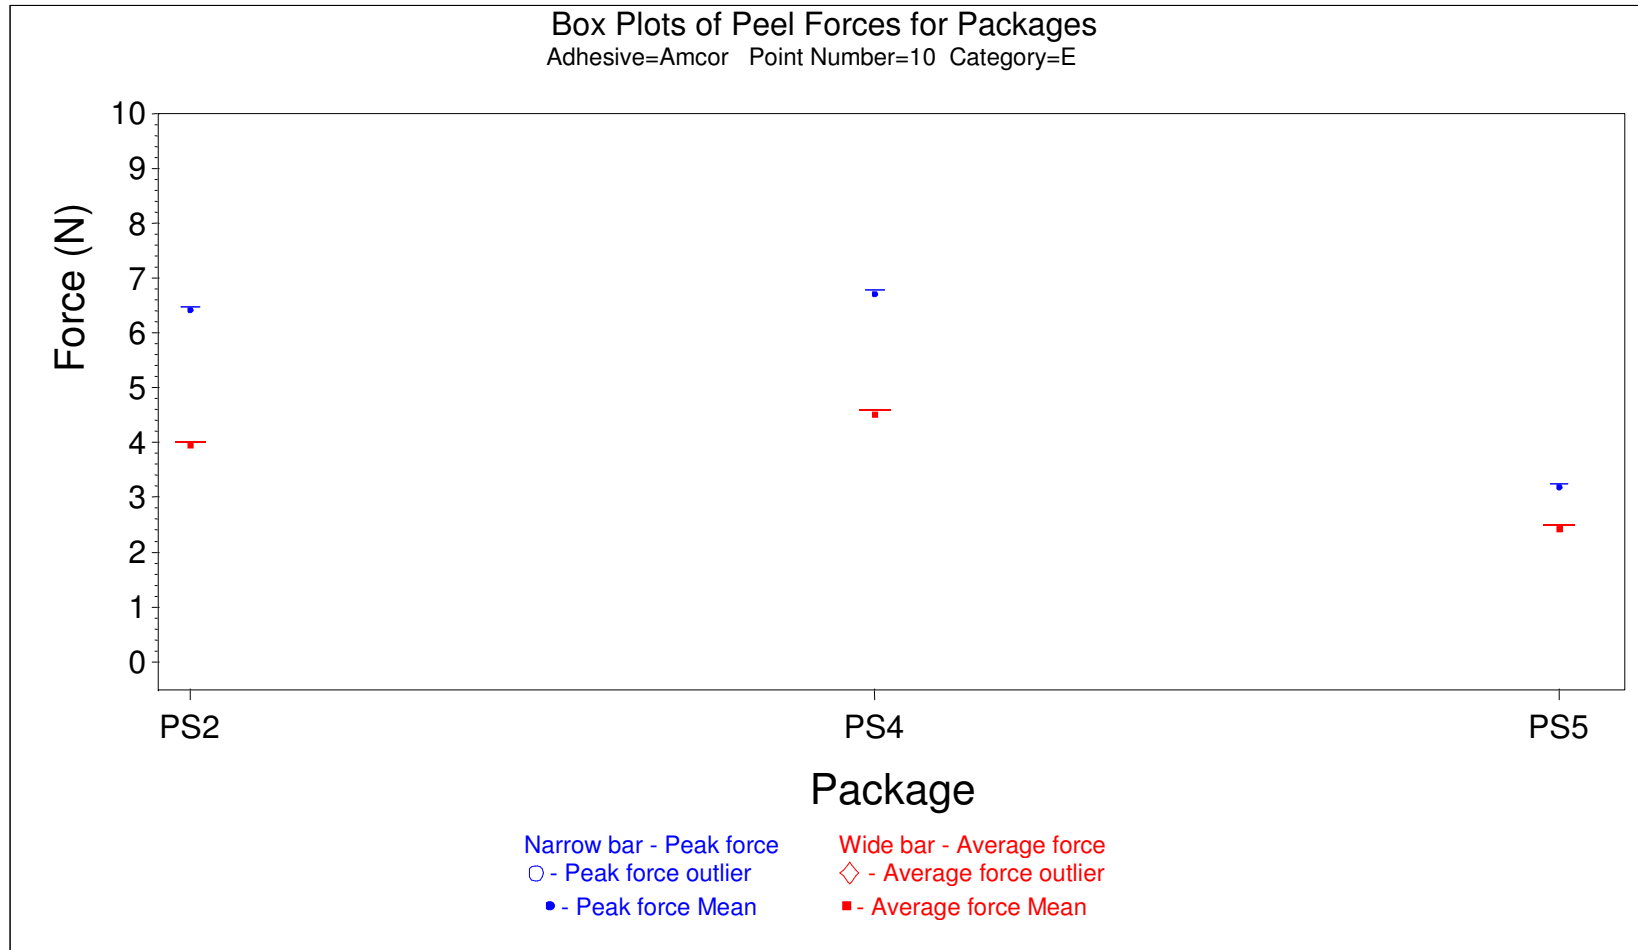 Box Plots of Peel Forces for Packages
Adhesive=Amcor Point Number=10 Category=E
10
9
8
7
6
5
4
3
2
1
0
Force (N)
PS2 PS4 PS5
Package
Narrow bar - Peak force Wide bar - Average force
- Peak force outlier - Average force outlier
- Peak force Mean - Average force Mean